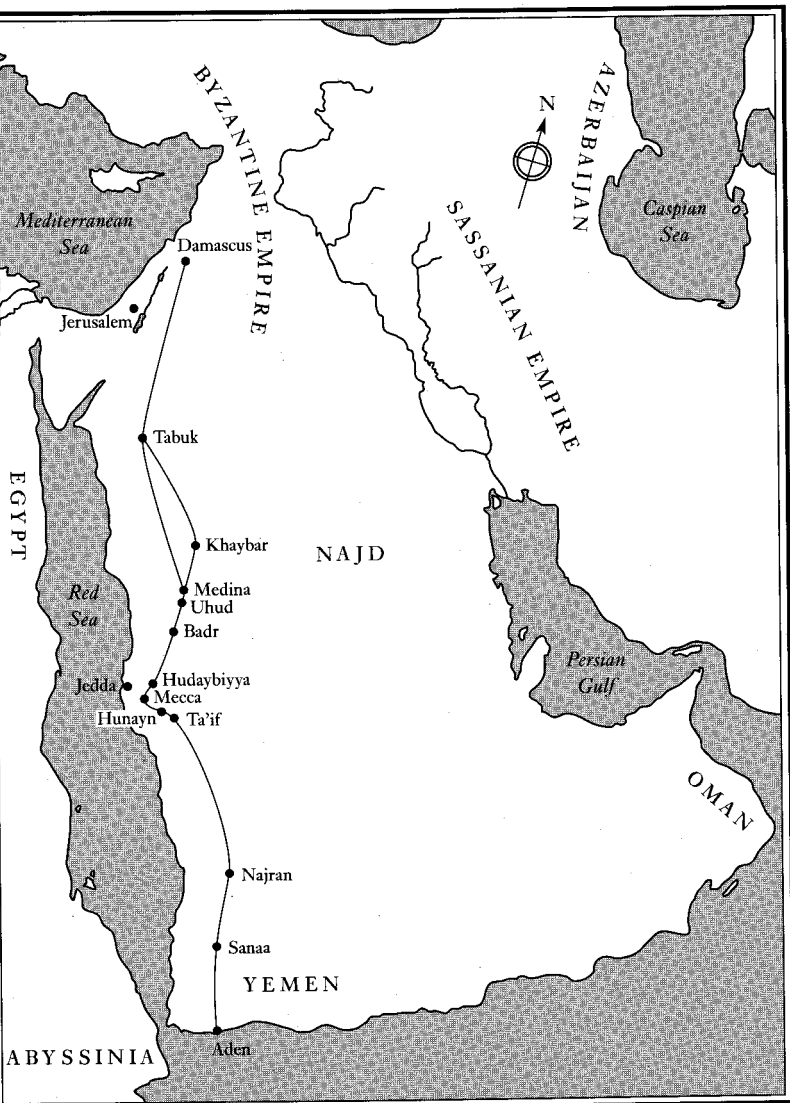 BYZANTINE EMPIRE
N
AZERBAIJAN
Caspian
Sea
SASSANIAN EMPIRE
Mediterranean
Sea
Damascus
Jerusalem
Tabuk
EGYPT
Khaybar
NAJD
Medina
Uhud
Red
Sea
Badr
Persian
Gulf
Hudaybiyya
Jedda
Mecca
Hunayn
Ta'if
OMAN
Najran
Sanaa
YEMEN
Aden
ABYSSINIA